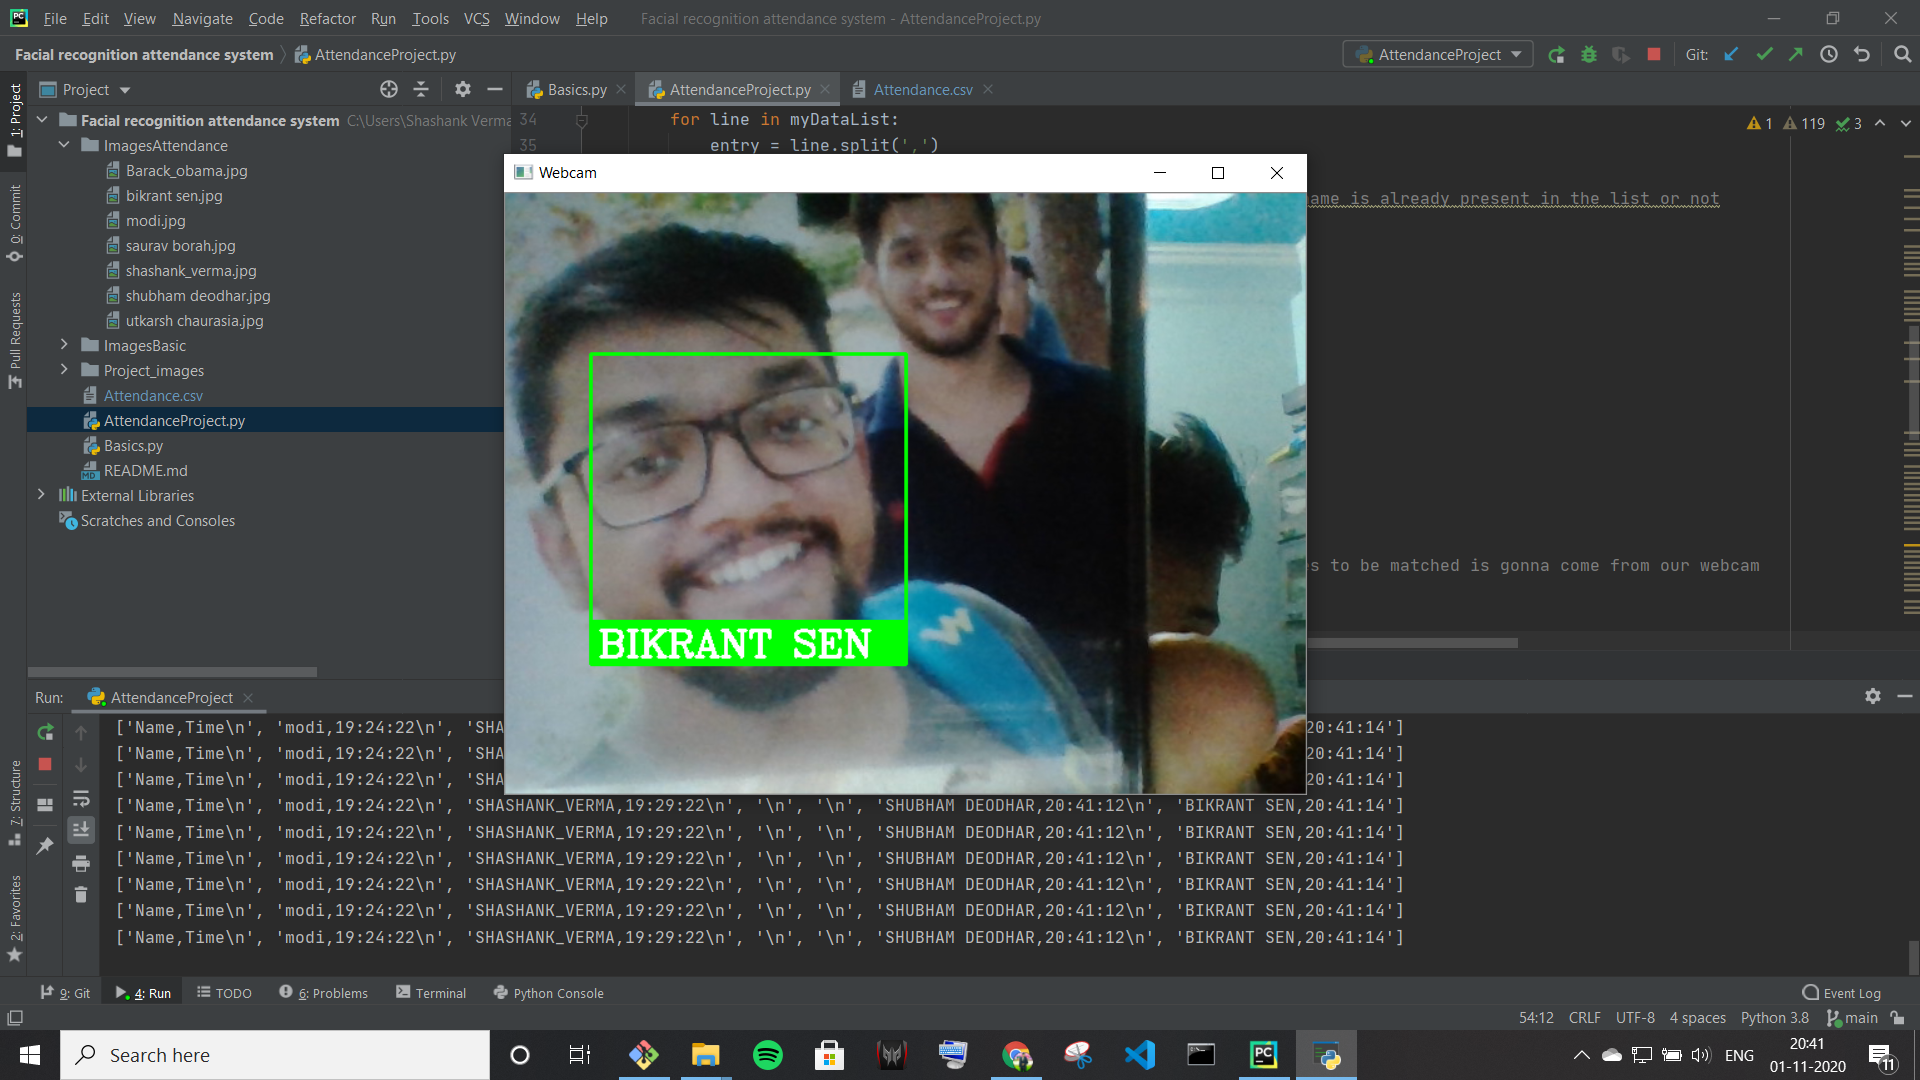 File Edit View Navigate Code Refactor Run Tools VCS Window Help Facial recognition attendance system - AttendanceProject.py
Facial recognition attendance system AttendanceProject.py AttendanceProject Git:
Project
Basics.py AttendanceProject.py Attendance.csv
Facial recognition attendance system C:\Users\Shashank Verma
ImagesAttendance
Barack_obama.jpg
bikrant sen.jpg
modi.jpg
saurav borah.jpg
shashank_verma.jpg
shubham deodhar.jpg
utkarsh chaurasia.jpg
ImagesBasic
Project_images
Attendance.csv
AttendanceProject.py
Basics.py
README.md
External Libraries
Scratches and Consoles
1: Project
0: Commit
Pull Requests
7: Structure
2: Favorites
34 for line in myDataList:
35 entry = line.split(',')
1 119 3
name is already present in the list or not
es to be matched is gonna come from our webcam
Webcam
BIKRANT SEN
Run: AttendanceProject
['Name,Time\n', 'modi,19:24:22\n', 'SHA 20:41:14']
['Name,Time\n', 'modi,19:24:22\n', 'SHA 20:41:14']
['Name,Time\n', 'modi,19:24:22\n', 'SHA 20:41:14']
['Name,Time\n', 'modi,19:24:22\n', 'SHASHANK_VERMA,19:29:22\n', '\n', '\n', 'SHUBHAM DEODHAR,20:41:12\n', 'BIKRANT SEN,20:41:14']
['Name,Time\n', 'modi,19:24:22\n', 'SHASHANK_VERMA,19:29:22\n', '\n', '\n', 'SHUBHAM DEODHAR,20:41:12\n', 'BIKRANT SEN,20:41:14']
['Name,Time\n', 'modi,19:24:22\n', 'SHASHANK_VERMA,19:29:22\n', '\n', '\n', 'SHUBHAM DEODHAR,20:41:12\n', 'BIKRANT SEN,20:41:14']
['Name,Time\n', 'modi,19:24:22\n', 'SHASHANK_VERMA,19:29:22\n', '\n', '\n', 'SHUBHAM DEODHAR,20:41:12\n', 'BIKRANT SEN,20:41:14']
['Name,Time\n', 'modi,19:24:22\n', 'SHASHANK_VERMA,19:29:22\n', '\n', '\n', 'SHUBHAM DEODHAR,20:41:12\n', 'BIKRANT SEN,20:41:14']
['Name,Time\n', 'modi,19:24:22\n', 'SHASHANK_VERMA,19:29:22\n', '\n', '\n', 'SHUBHAM DEODHAR,20:41:12\n', 'BIKRANT SEN,20:41:14']
9: Git 4: Run TODO 6: Problems Terminal Python Console Event Log
54:12 CRLF UTF-8 4 spaces Python 3.8 main
Search here
ENG 20:41
01-11-2020 11